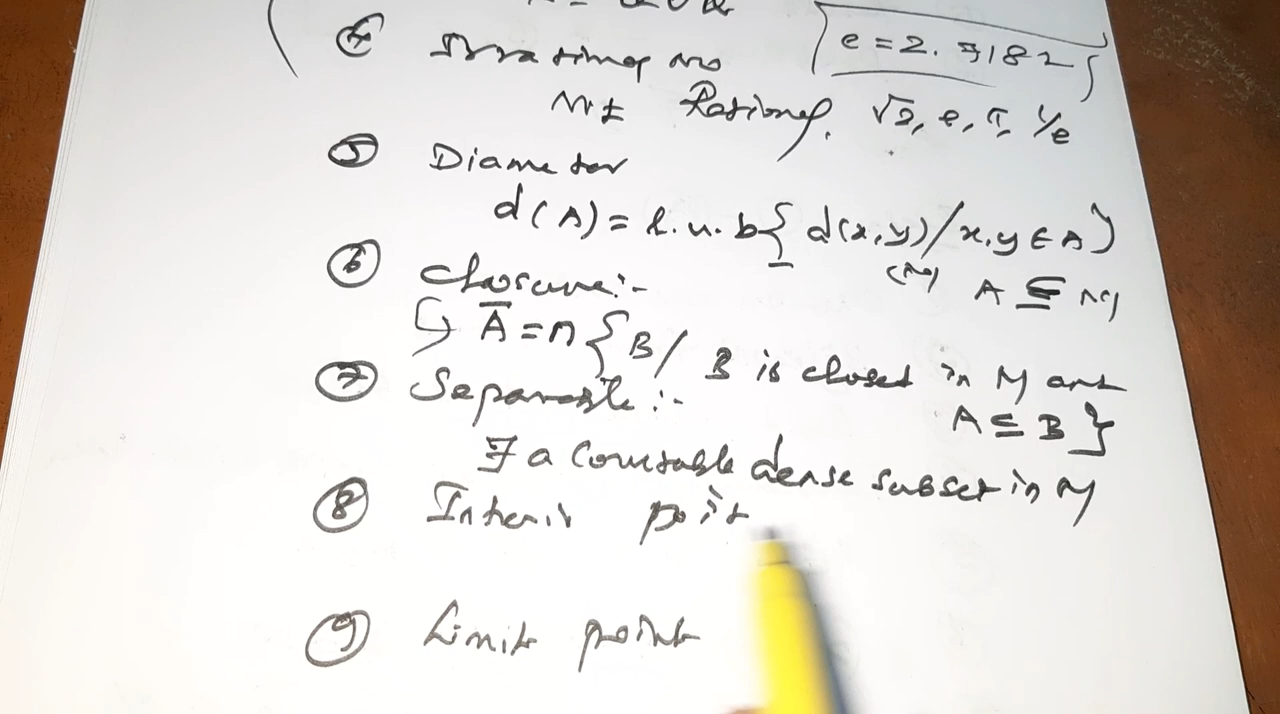 ④ Irrational no
e = 2.7182
Not Rational, √2, e, π, 1/e
⑤ Diameter
d(A) = l.u.b { d(x,y) / x,y ∈ A }
A ⊆ M
⑥ Closure:-
Ā = ∩ { B / B is closed in M and
A ⊆ B }
⑦ Separable:-
∃ a Countable dense subset in M
⑧ Interior point
⑨ Limit point